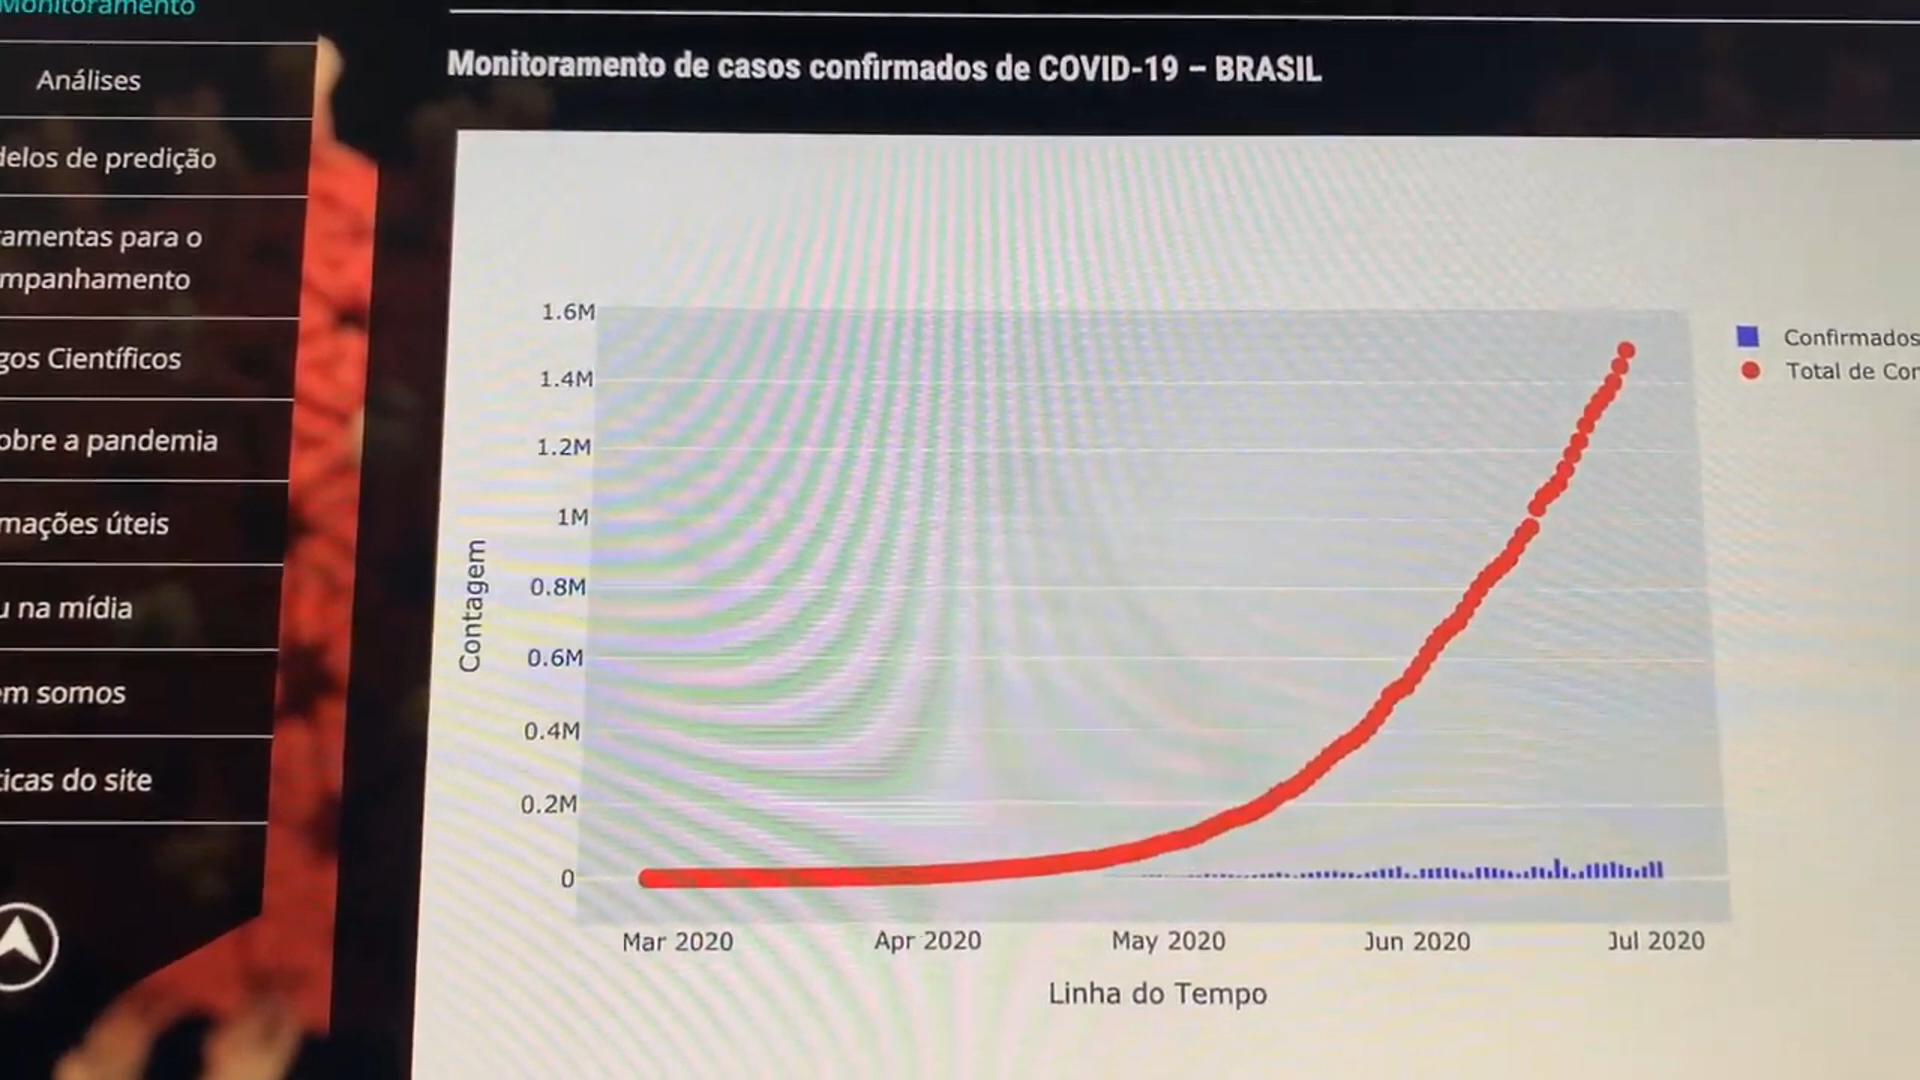 Monitoramento
Análises
delos de predição
amentas para o
mpanhamento
gos Científicos
obre a pandemia
mações úteis
u na mídia
em somos
ticas do site
Monitoramento de casos confirmados de COVID-19 – BRASIL
1.6M
1.4M
1.2M
1M
0.8M
0.6M
0.4M
0.2M
0
Contagem
Mar 2020
Apr 2020
May 2020
Jun 2020
Jul 2020
Linha do Tempo
Confirmados
Total de Con